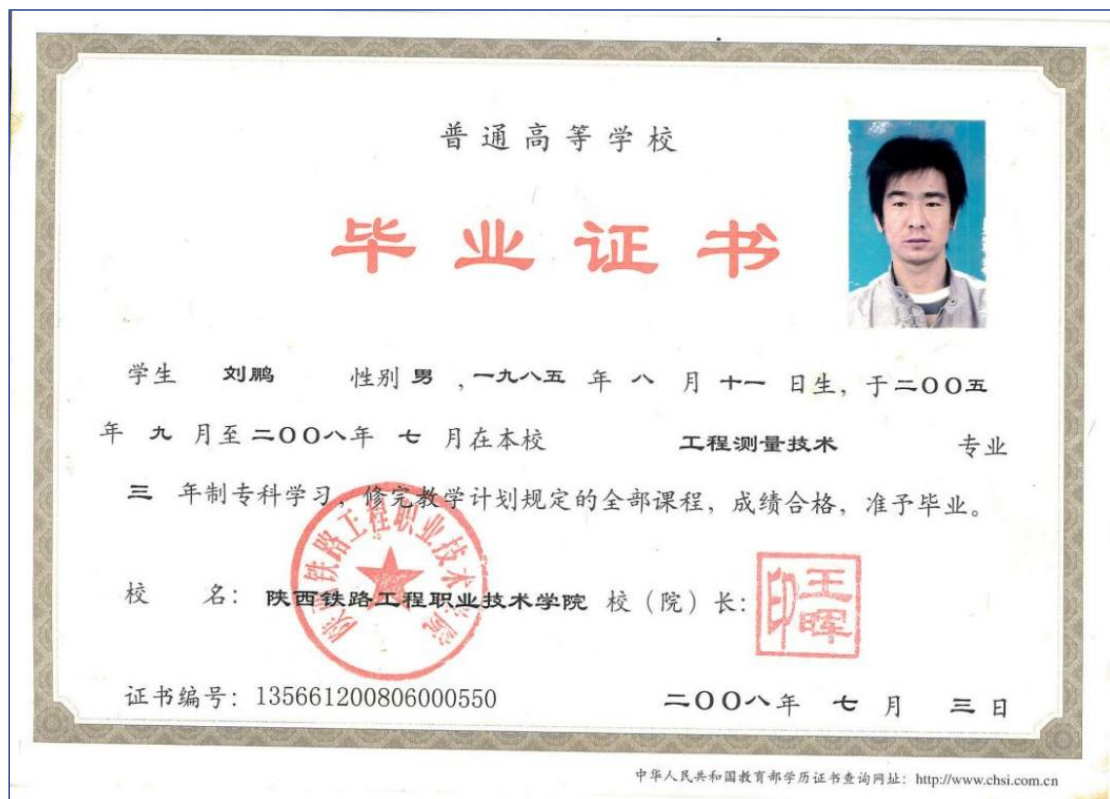 普通高等学校
毕业证书
学生 刘鹏 性别 男 ,一九八五 年 八 月 十一 日生，于二〇〇五
年 九 月至二〇〇八年 七 月在本校 工程测量技术 专业
三 年制专科学习，修完教学计划规定的全部课程，成绩合格，准予毕业。
校 名：陕西铁路工程职业技术学院 校（院）长：
陕西铁路工程职业技术学院
王晖印
证书编号：135661200806000550 二〇〇八年 七 月 三 日
中华人民共和国教育部学历证书查询网址：http://www.chsi.com.cn